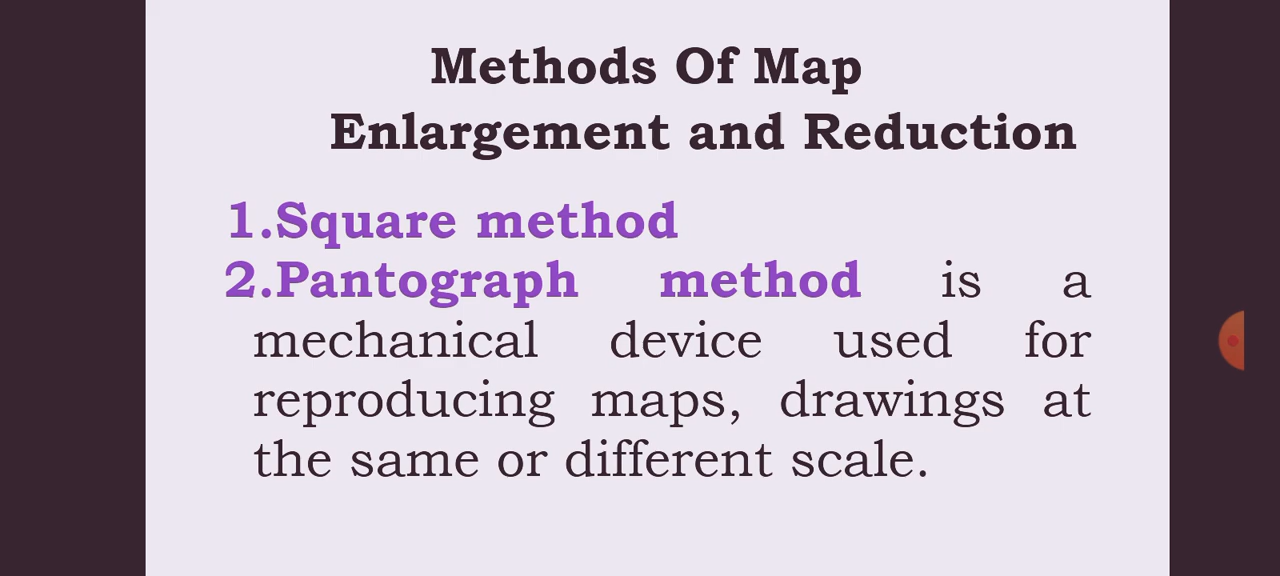 Methods Of Map
Enlargement and Reduction
1.Square method
2.Pantograph method is a
mechanical device used for
reproducing maps, drawings at
the same or different scale.